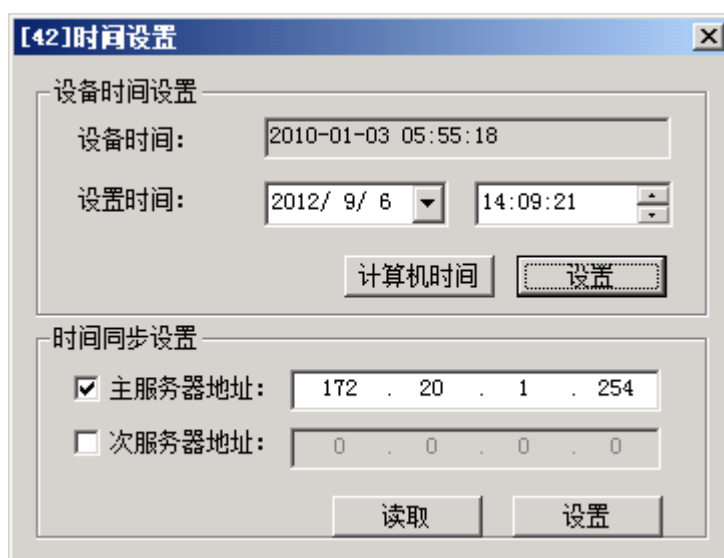 [42]时间设置
设备时间设置
设备时间: 2010-01-03 05:55:18
设置时间: 2012/ 9/ 6 14:09:21
计算机时间 设置
时间同步设置
主服务器地址: 172 . 20 . 1 . 254
次服务器地址: 0 . 0 . 0 . 0
读取 设置